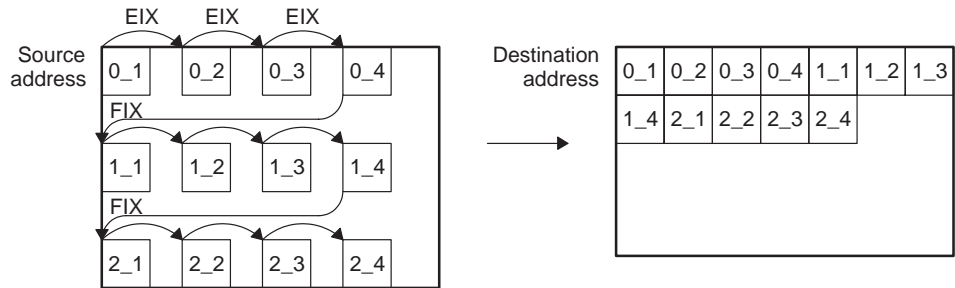 EIX EIX EIX
Source address
0_1 0_2 0_3 0_4
FIX
1_1 1_2 1_3 1_4
FIX
2_1 2_2 2_3 2_4
Destination address
0_1 0_2 0_3 0_4 1_1 1_2 1_3
1_4 2_1 2_2 2_3 2_4